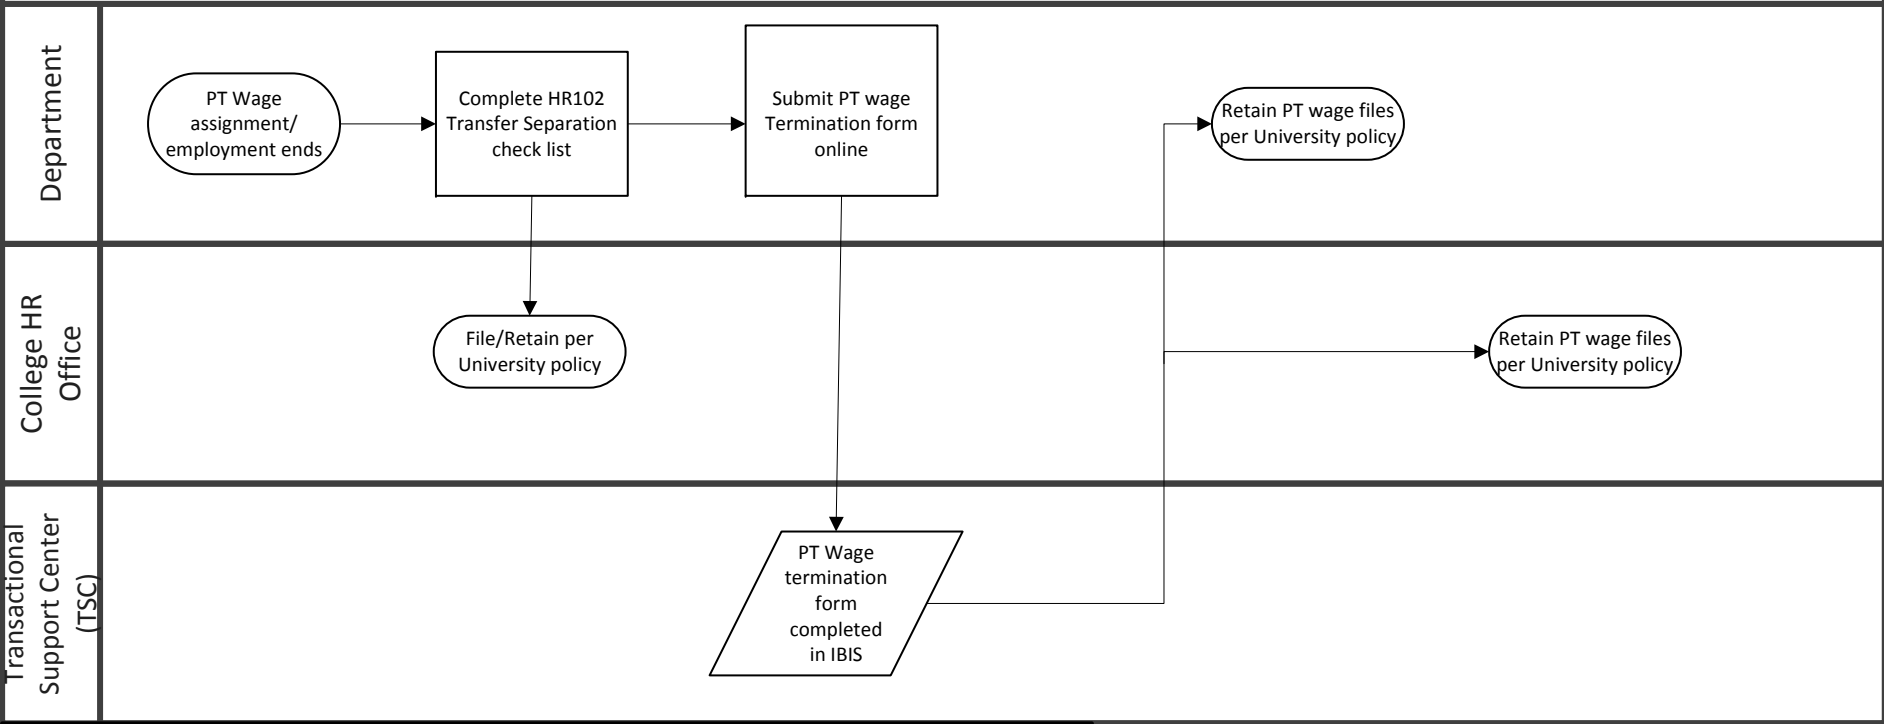 Department
PT Wage
assignment/
employment ends
Complete HR102
Transfer Separation
check list
Submit PT wage
Termination form
online
Retain PT wage files
per University policy
College HR
Office
File/Retain per
University policy
Retain PT wage files
per University policy
Transactional
Support Center
(TSC)
PT Wage
termination
form
completed
in IBIS